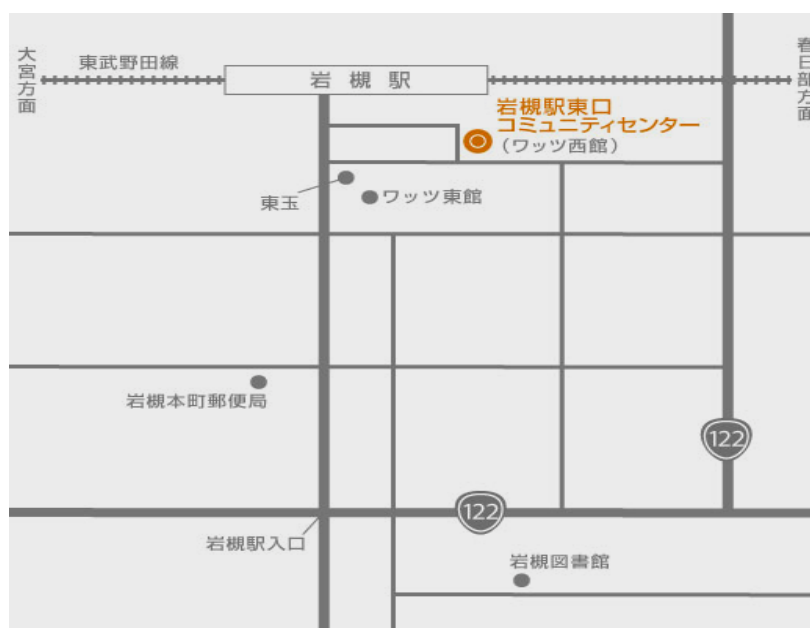 大宮方面
東武野田線
岩槻駅
春日部方面
岩槻駅東口
コミュニティセンター
(ワッツ西館)
東玉
ワッツ東館
岩槻本町郵便局
122
122
岩槻駅入口
岩槻図書館